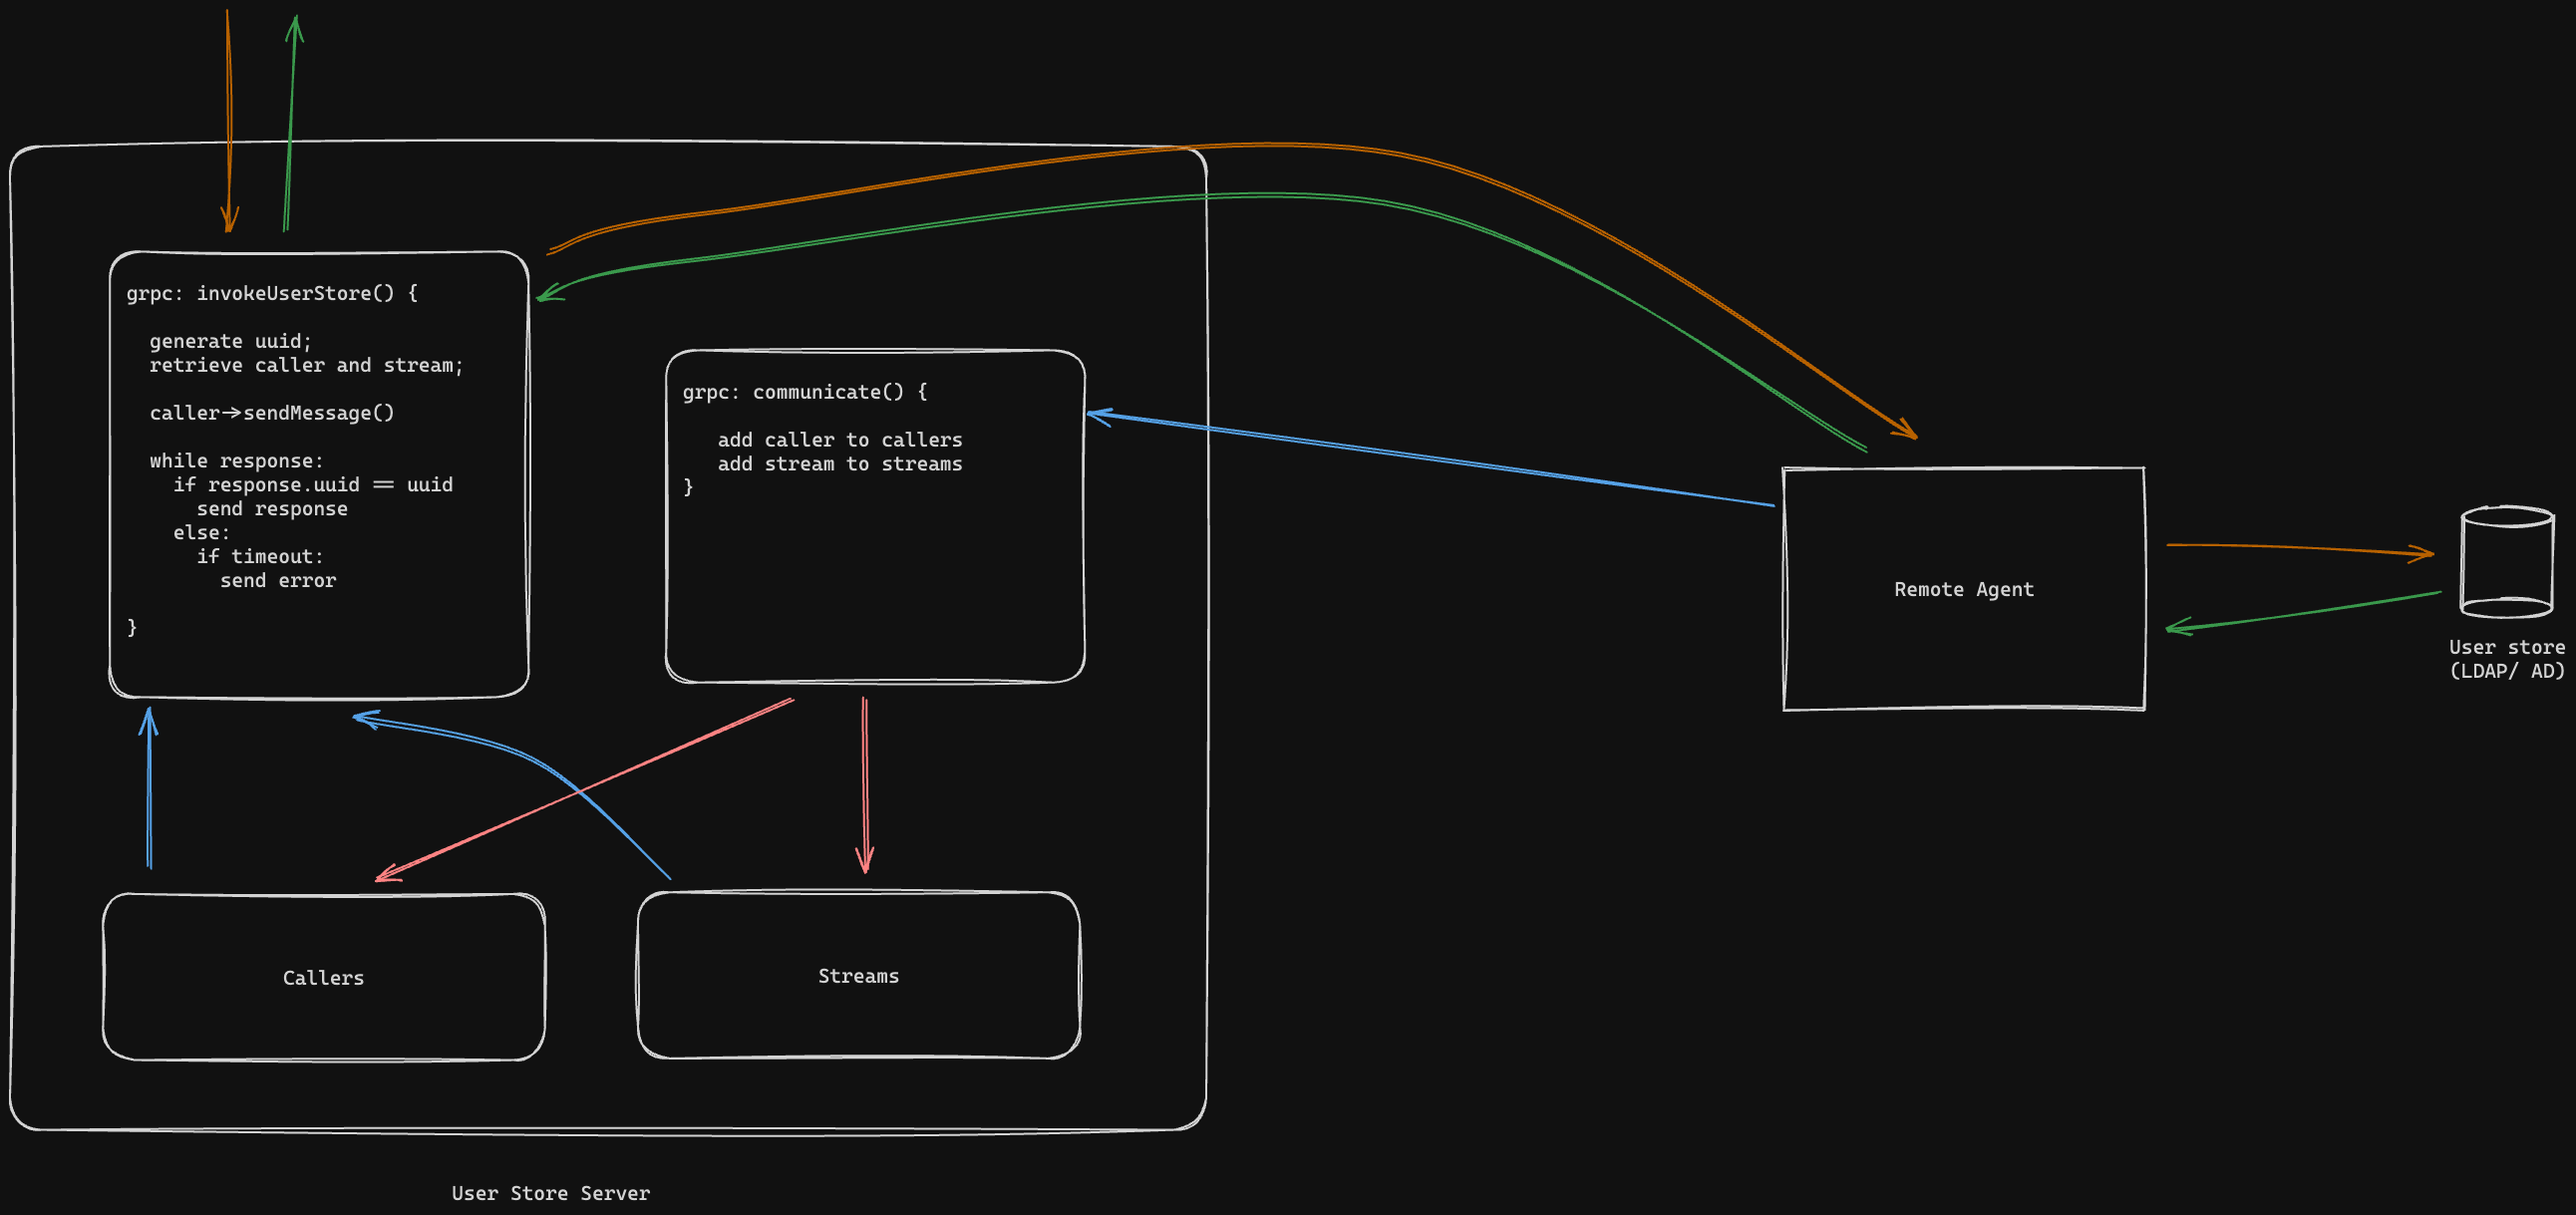 grpc: invokeUserStore() {
generate uuid;
retrieve caller and stream;
caller->sendMessage()
while response:
if response.uuid == uuid
send response
else:
if timeout:
send error
}
grpc: communicate() {
add caller to callers
add stream to streams
}
Remote Agent
User store
(LDAP/ AD)
Callers
Streams
User Store Server